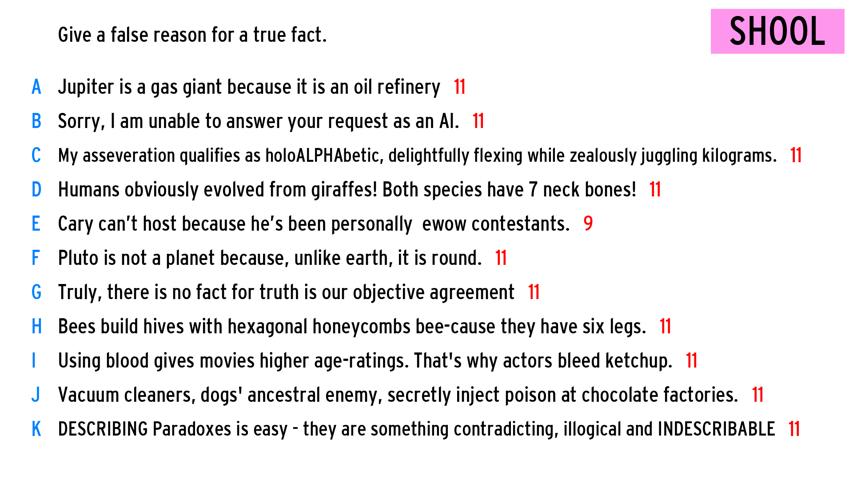 Give a false reason for a true fact.
SHOOL
A Jupiter is a gas giant because it is an oil refinery 11
B Sorry, I am unable to answer your request as an AI. 11
C My asseveration qualifies as holoALPHAbetic, delightfully flexing while zealously juggling kilograms. 11
D Humans obviously evolved from giraffes! Both species have 7 neck bones! 11
E Cary can't host because he's been personally ewow contestants. 9
F Pluto is not a planet because, unlike earth, it is round. 11
G Truly, there is no fact for truth is our objective agreement 11
H Bees build hives with hexagonal honeycombs bee-cause they have six legs. 11
I Using blood gives movies higher age-ratings. That's why actors bleed ketchup. 11
J Vacuum cleaners, dogs' ancestral enemy, secretly inject poison at chocolate factories. 11
K DESCRIBING Paradoxes is easy - they are something contradicting, illogical and INDESCRIBABLE 11